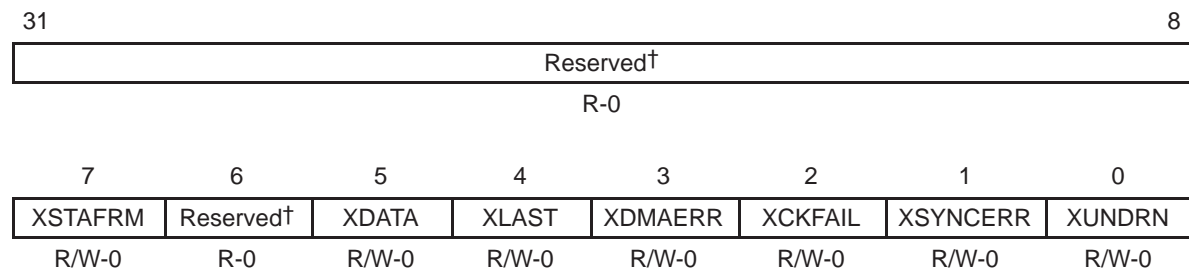 31 8
Reserved†
R-0
7 6 5 4 3 2 1 0
XSTAFRM Reserved† XDATA XLAST XDMAERR XCKFAIL XSYNCERR XUNDRN
R/W-0 R-0 R/W-0 R/W-0 R/W-0 R/W-0 R/W-0 R/W-0